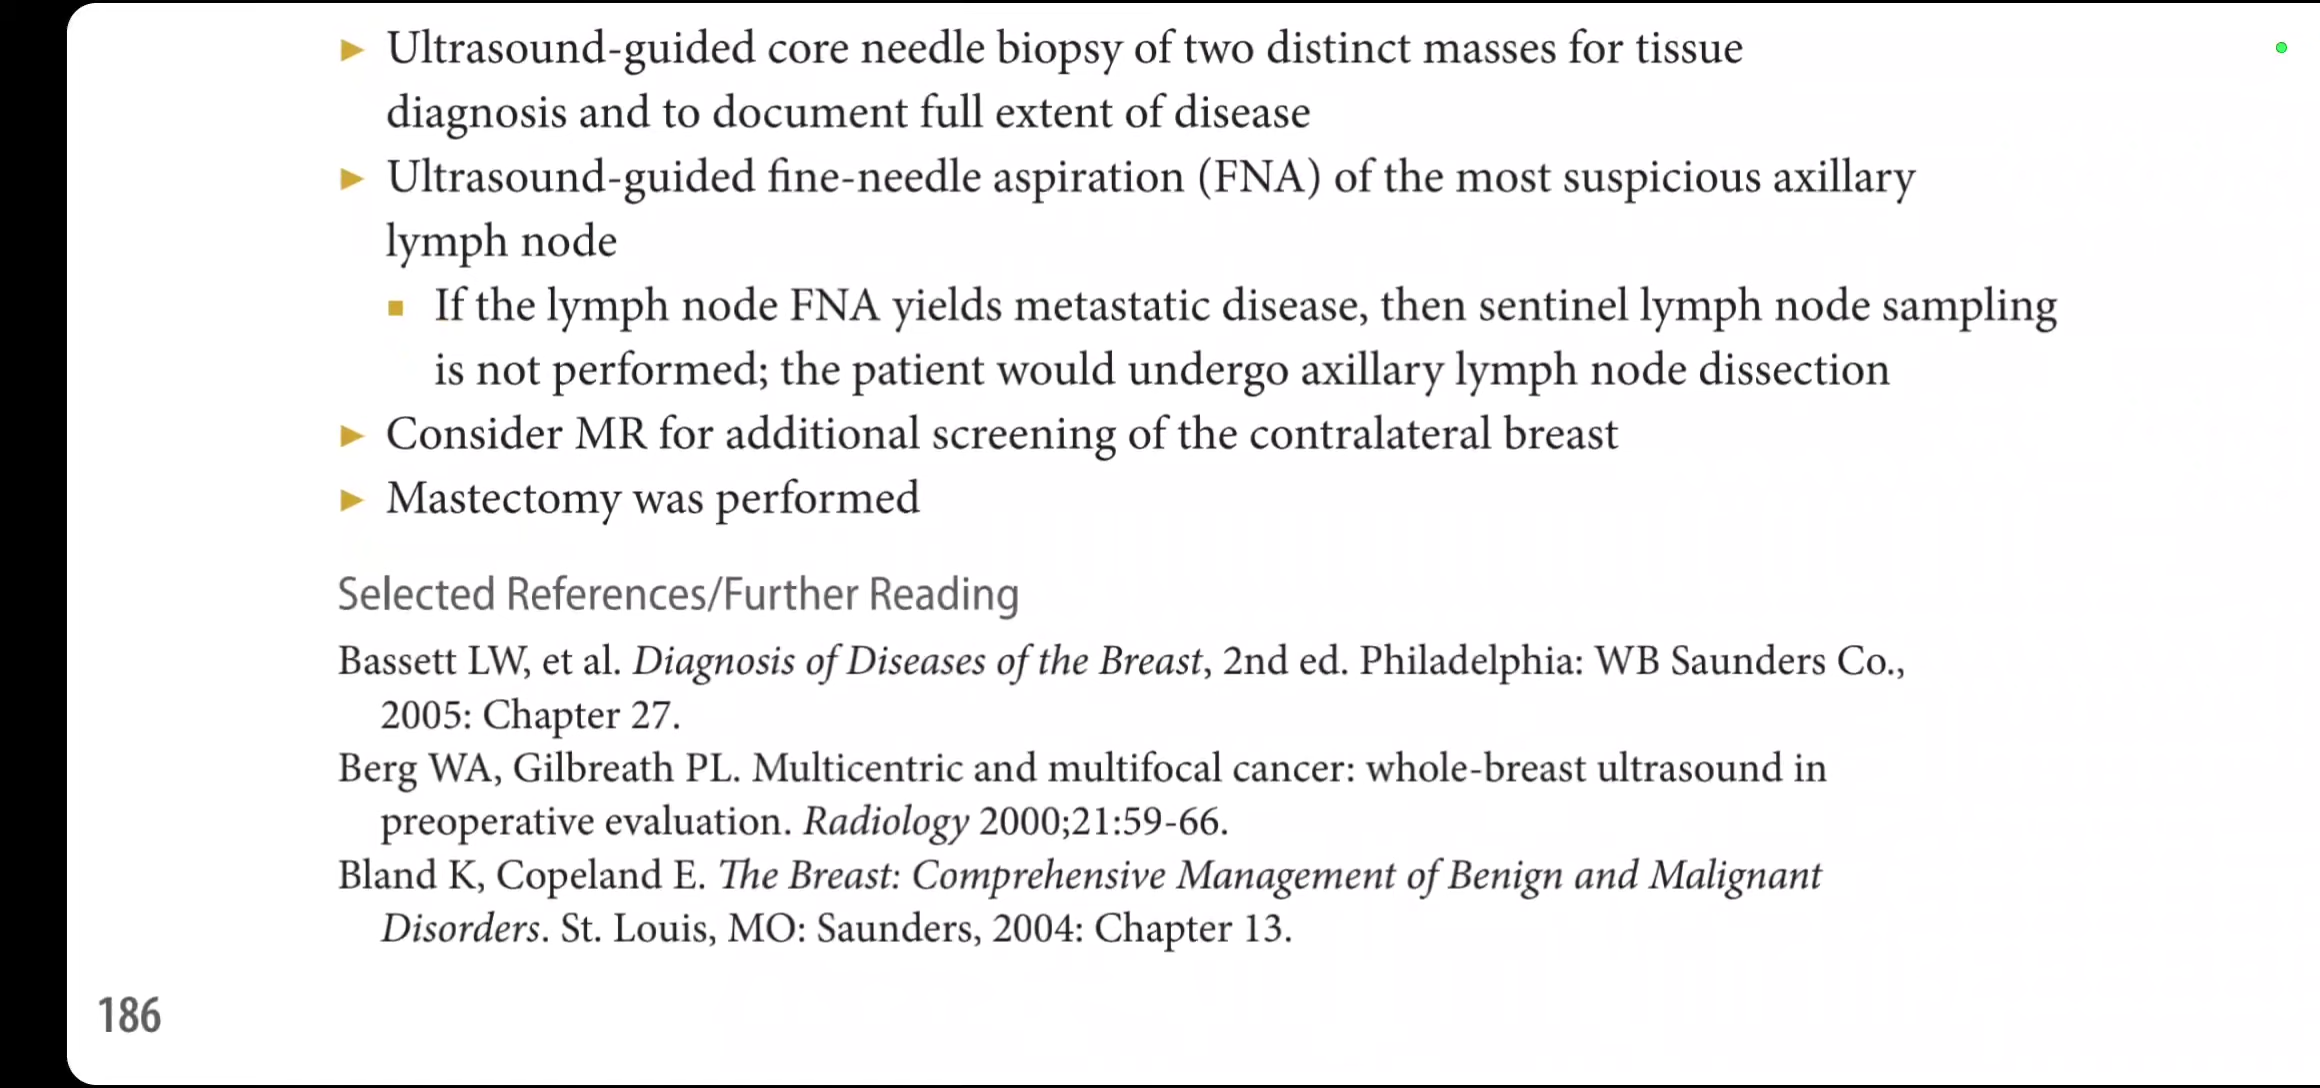 ► Ultrasound-guided core needle biopsy of two distinct masses for tissue
diagnosis and to document full extent of disease
► Ultrasound-guided fine-needle aspiration (FNA) of the most suspicious axillary
lymph node
■ If the lymph node FNA yields metastatic disease, then sentinel lymph node sampling
is not performed; the patient would undergo axillary lymph node dissection
► Consider MR for additional screening of the contralateral breast
► Mastectomy was performed
Selected References/Further Reading
Bassett LW, et al. Diagnosis of Diseases of the Breast, 2nd ed. Philadelphia: WB Saunders Co.,
2005: Chapter 27.
Berg WA, Gilbreath PL. Multicentric and multifocal cancer: whole-breast ultrasound in
preoperative evaluation. Radiology 2000;21:59-66.
Bland K, Copeland E. The Breast: Comprehensive Management of Benign and Malignant
Disorders. St. Louis, MO: Saunders, 2004: Chapter 13.
186